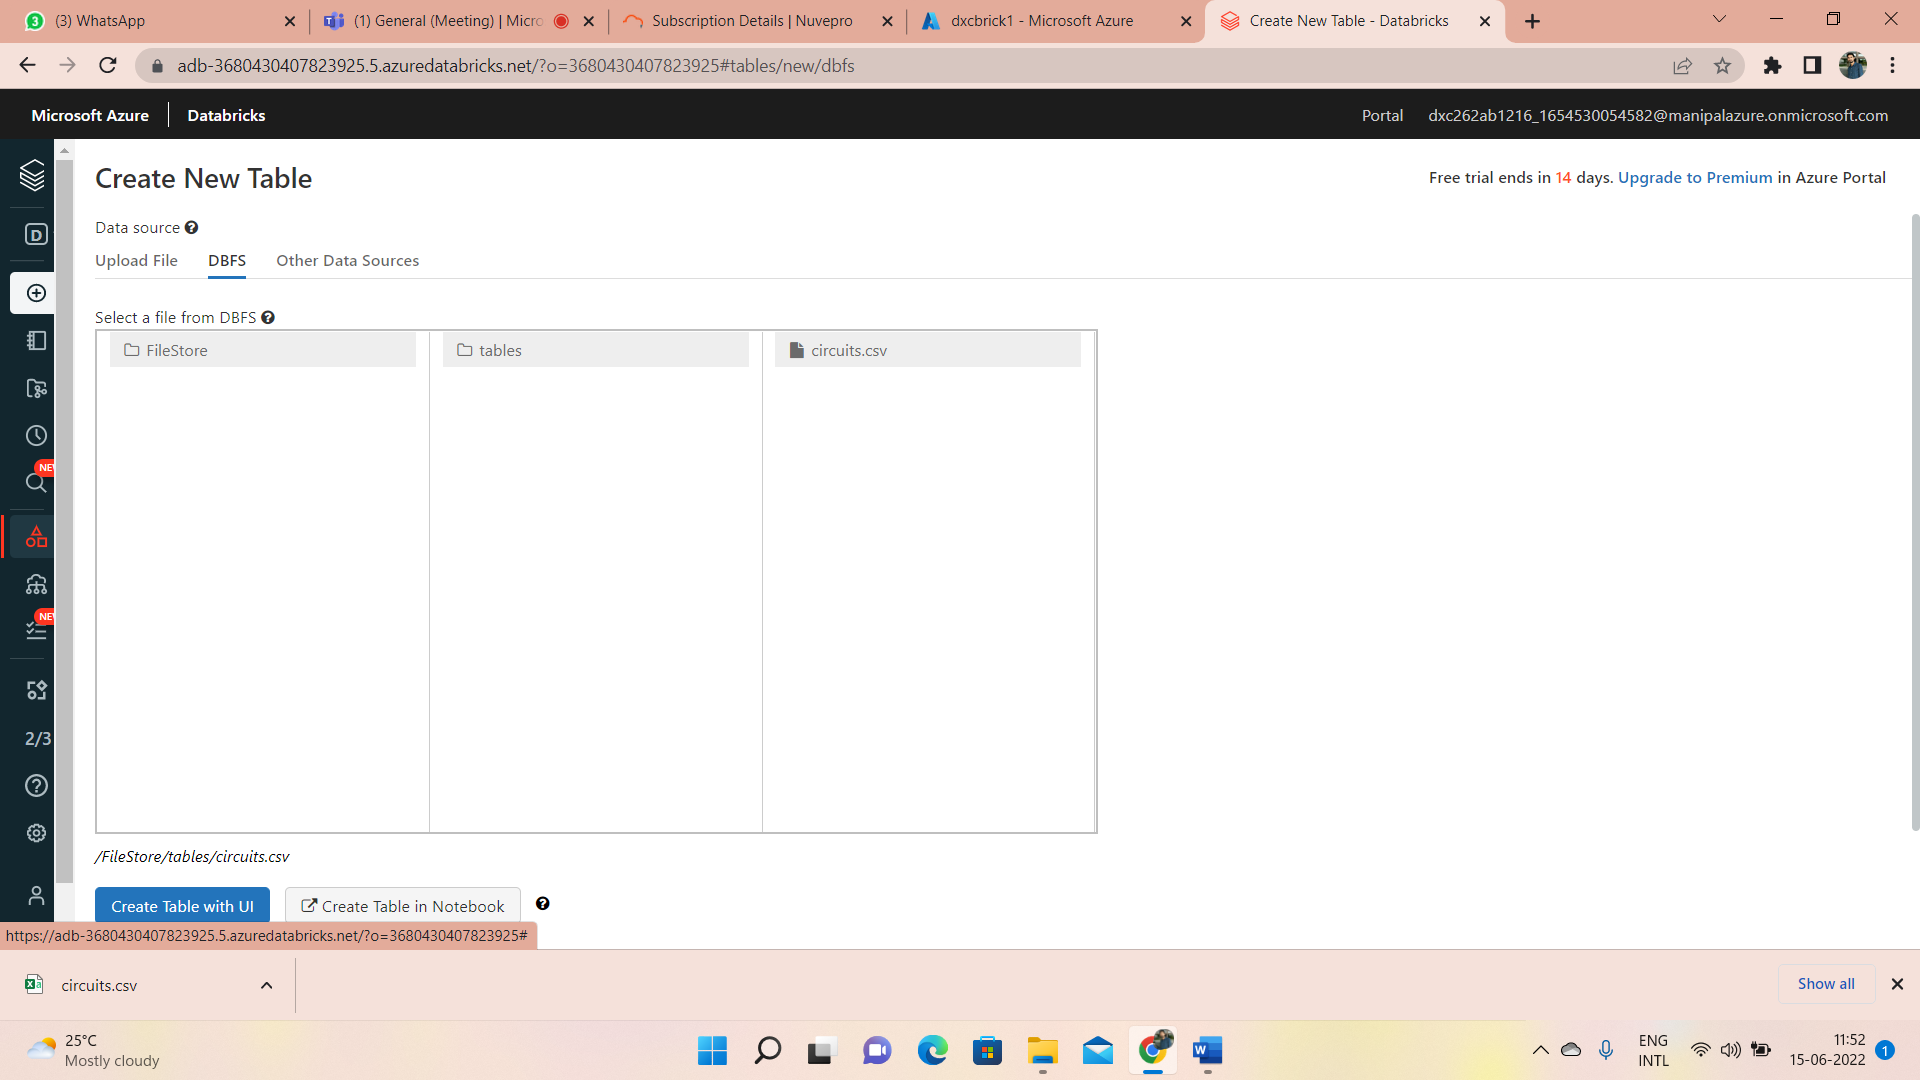 3
(3) WhatsApp
(1) General (Meeting) | Micro
Subscription Details | Nuvepro
dxcbrick1 - Microsoft Azure
Create New Table - Databricks
adb-3680430407823925.5.azuredatabricks.net/?o=3680430407823925#tables/new/dbfs
Microsoft Azure
Databricks
Portal
dxc262ab1216_1654530054582@manipalazure.onmicrosoft.com
Create New Table
Free trial ends in 14 days. Upgrade to Premium in Azure Portal
D
Data source
Upload File
DBFS
Other Data Sources
Select a file from DBFS
FileStore
tables
circuits.csv
NEW
NEW
2/3
/FileStore/tables/circuits.csv
Create Table with UI
Create Table in Notebook
https://adb-3680430407823925.5.azuredatabricks.net/?o=3680430407823925#
circuits.csv
Show all
25°C
Mostly cloudy
ENG
INTL
11:52
15-06-2022
1